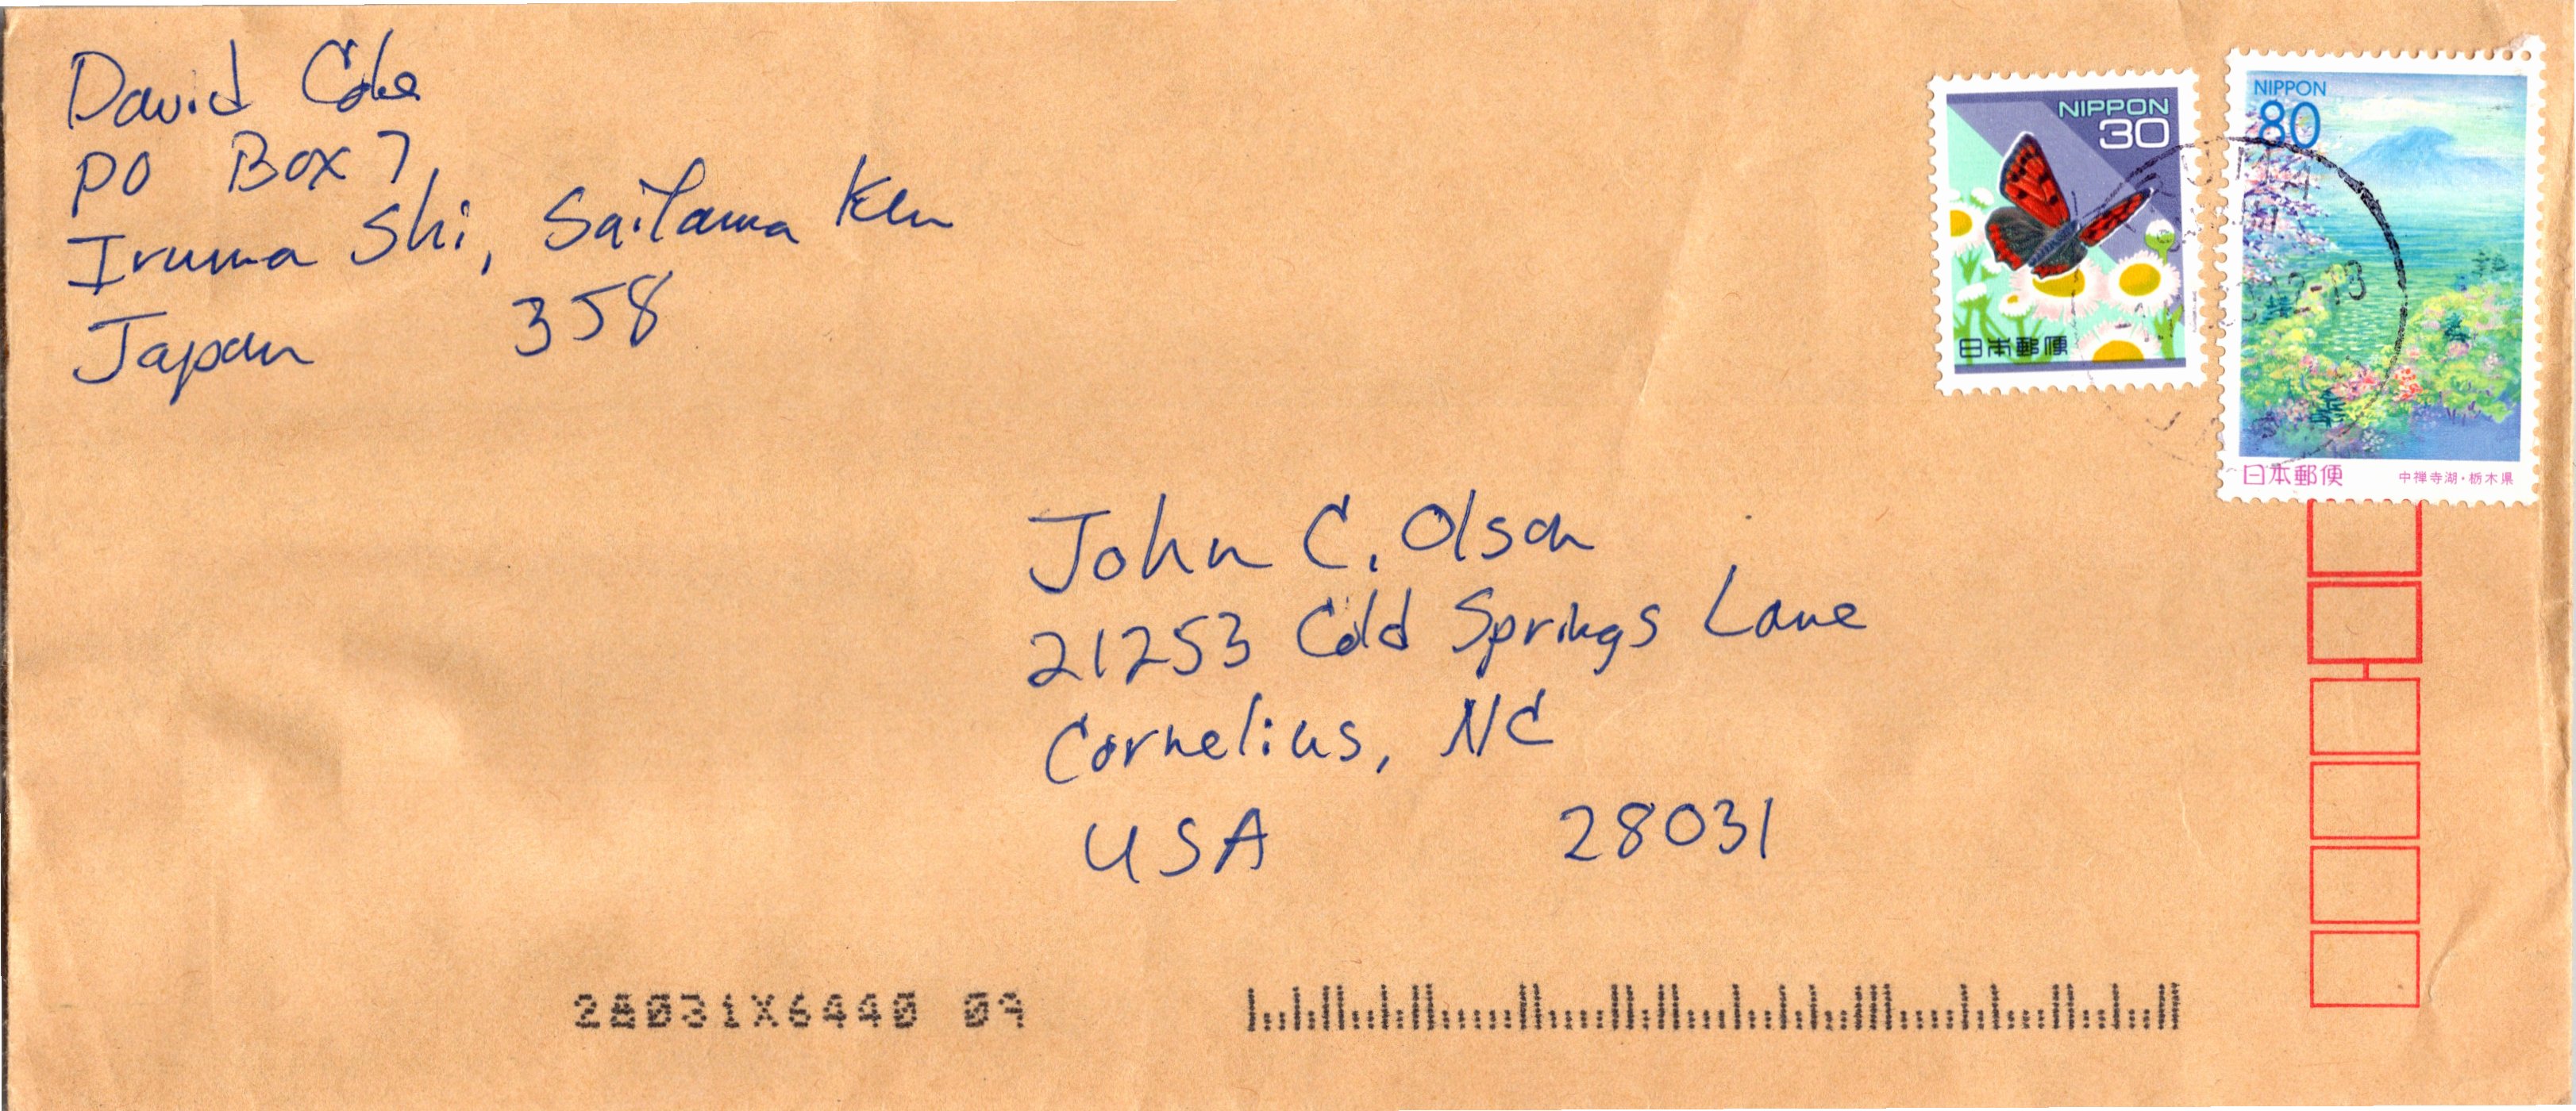 David Cole
PO Box 7
Iruma Shi, Saitama Ken
Japan 358
NIPPON
30
日本郵便
NIPPON
80
日本郵便 中禅寺湖・栃木県
John C. Olson
21253 Cold Springs Lane
Cornelius, NC
USA 28031
28031X6440 09